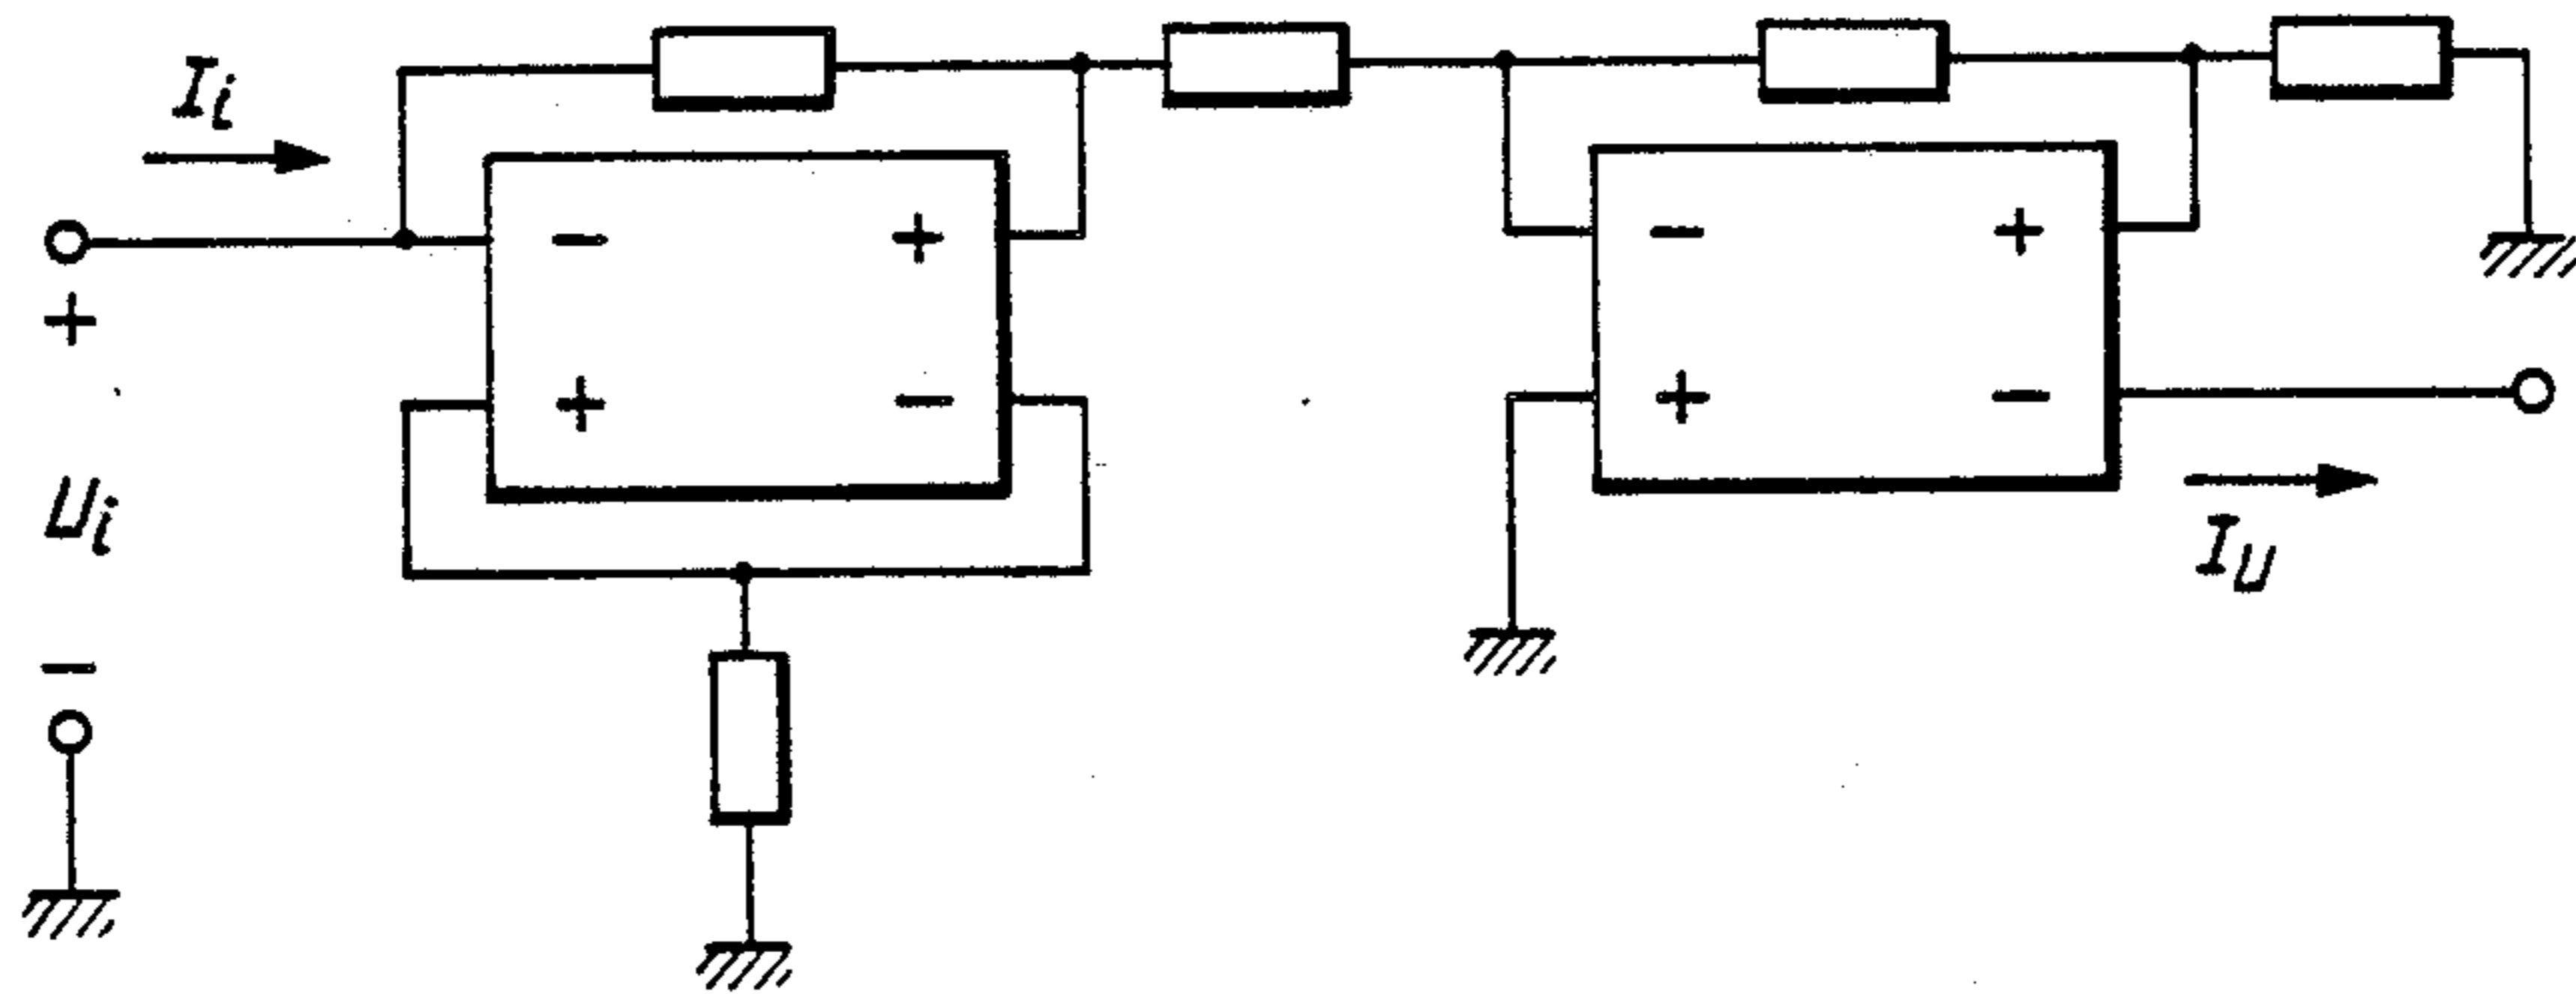 I_i
- +
- +
+
+ -
+ -
U_i
I_U
-